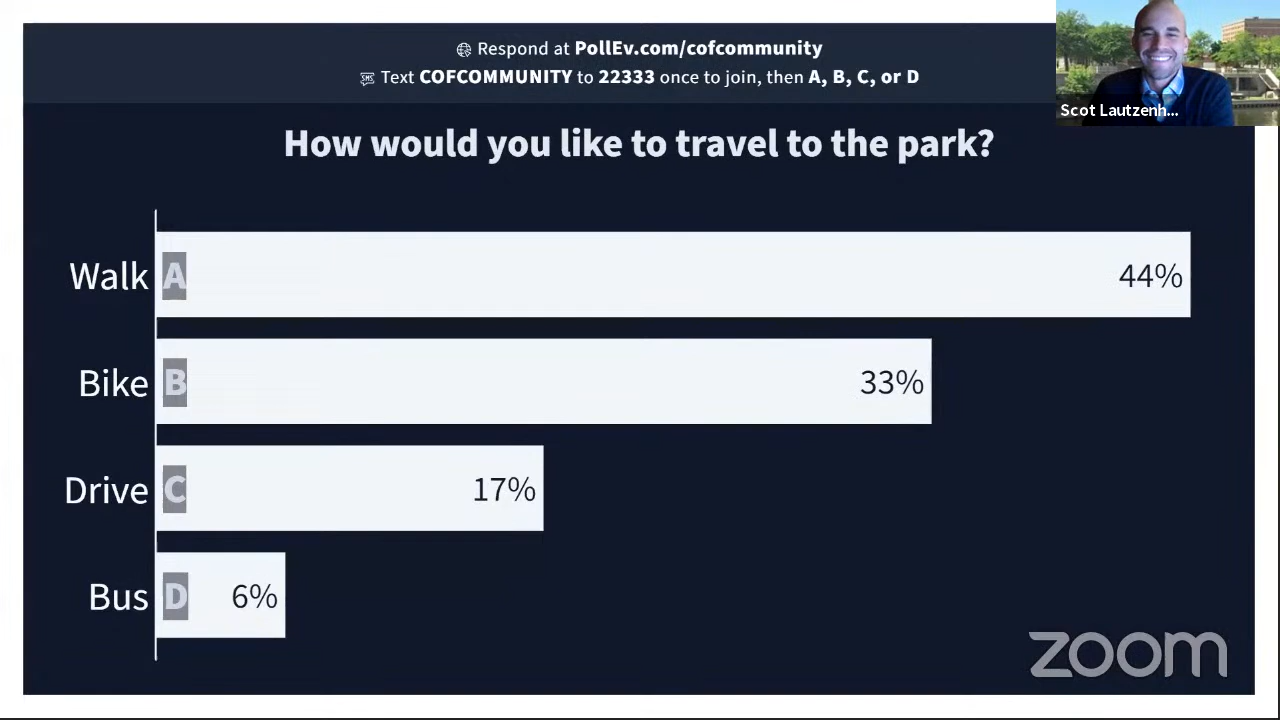 Respond at PollEv.com/cofcommunity
Text COFCOMMUNITY to 22333 once to join, then A, B, C, or D
Scot Lautzenh...
How would you like to travel to the park?
Walk A 44%
Bike B 33%
Drive C 17%
Bus D 6%
zoom